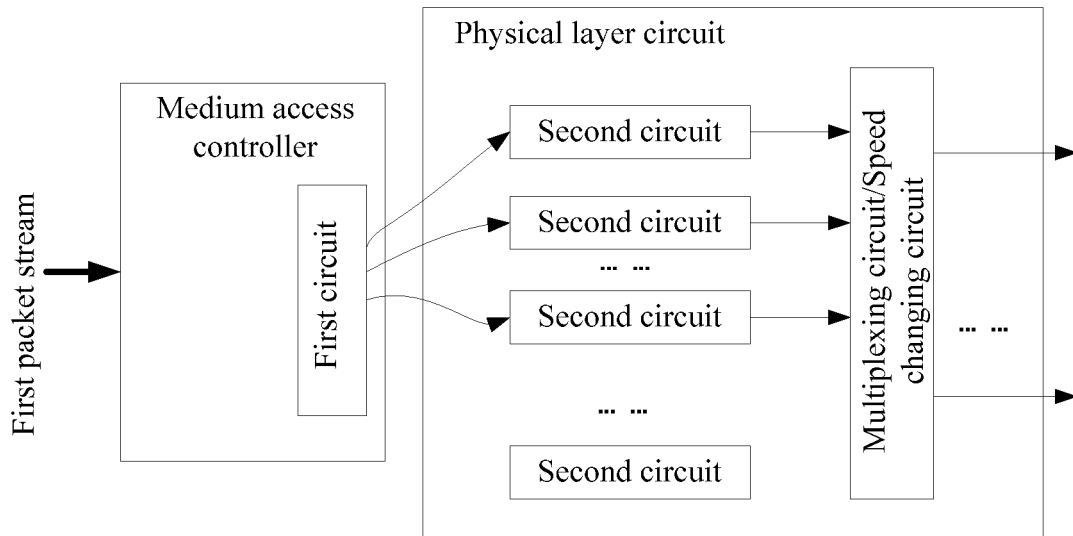 Physical layer circuit
Medium access
controller
First packet stream
First circuit
Second circuit
Second circuit
... ...
Second circuit
... ...
Second circuit
Multiplexing circuit/Speed
changing circuit
... ...